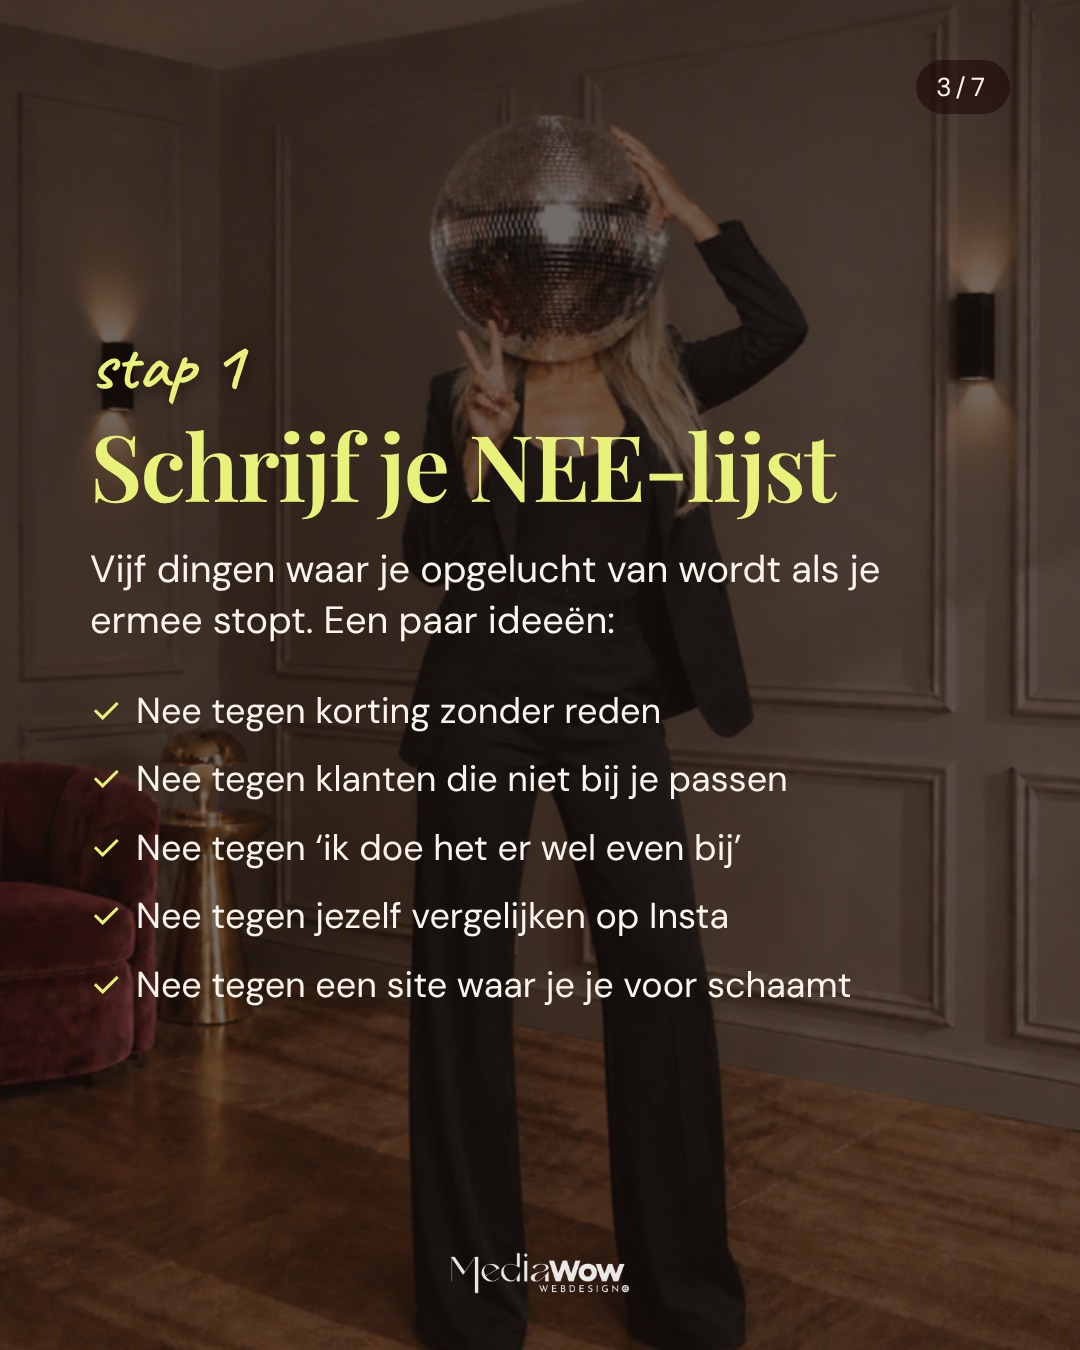 3/7
stap 1
Schrijf je NEE-lijst
Vijf dingen waar je opgelucht van wordt als je
ermee stopt. Een paar ideeën:
Nee tegen korting zonder reden
Nee tegen klanten die niet bij je passen
Nee tegen ‘ik doe het er wel even bij’
Nee tegen jezelf vergelijken op Insta
Nee tegen een site waar je je voor schaamt
MediaWow
WEBDESIGN